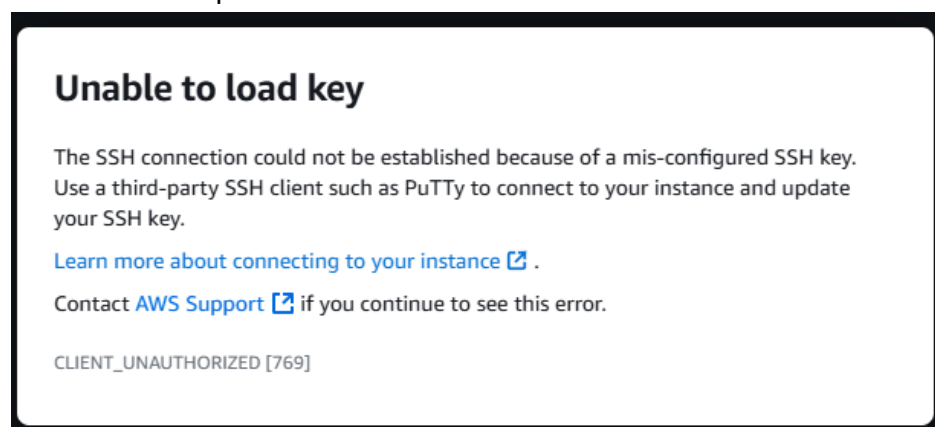 Unable to load key
The SSH connection could not be established because of a mis-configured SSH key.
Use a third-party SSH client such as PuTTy to connect to your instance and update
your SSH key.
Learn more about connecting to your instance .
Contact AWS Support if you continue to see this error.
CLIENT_UNAUTHORIZED [769]